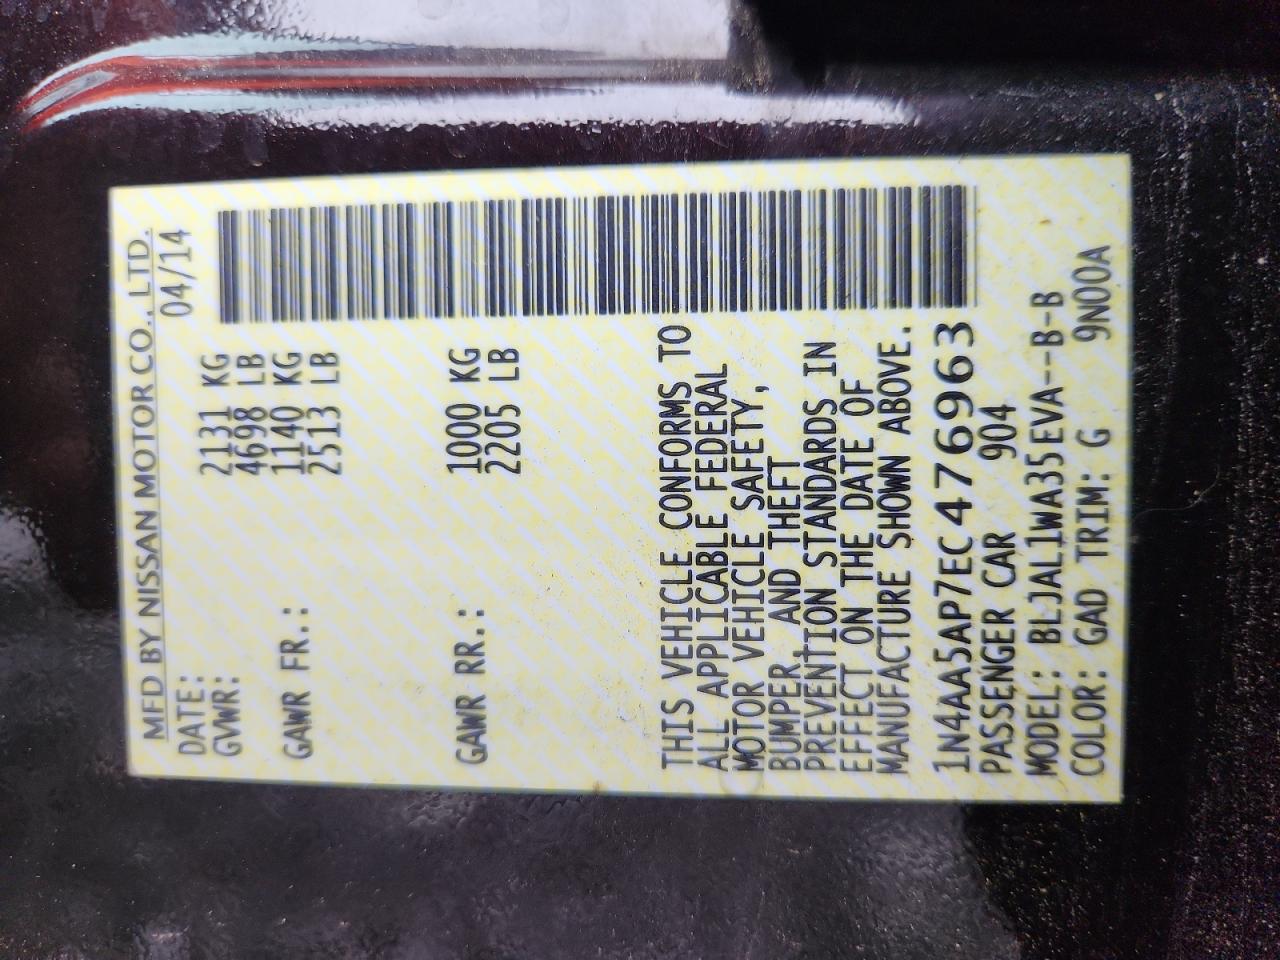 MFD BY NISSAN MOTOR CO., LTD.
DATE: 04/14
GVWR: 2131 KG
4698 LB
GAWR FR.: 1140 KG
2513 LB
GAWR RR.: 1000 KG
2205 LB
THIS VEHICLE CONFORMS TO
ALL APPLICABLE FEDERAL
MOTOR VEHICLE SAFETY,
BUMPER, AND THEFT
PREVENTION STANDARDS IN
EFFECT ON THE DATE OF
MANUFACTURE SHOWN ABOVE.
1N4AA5AP7EC476963
PASSENGER CAR 904
MODEL: BLJAL1WA35EVA--B-B
COLOR: GAD TRIM: G 9N00A